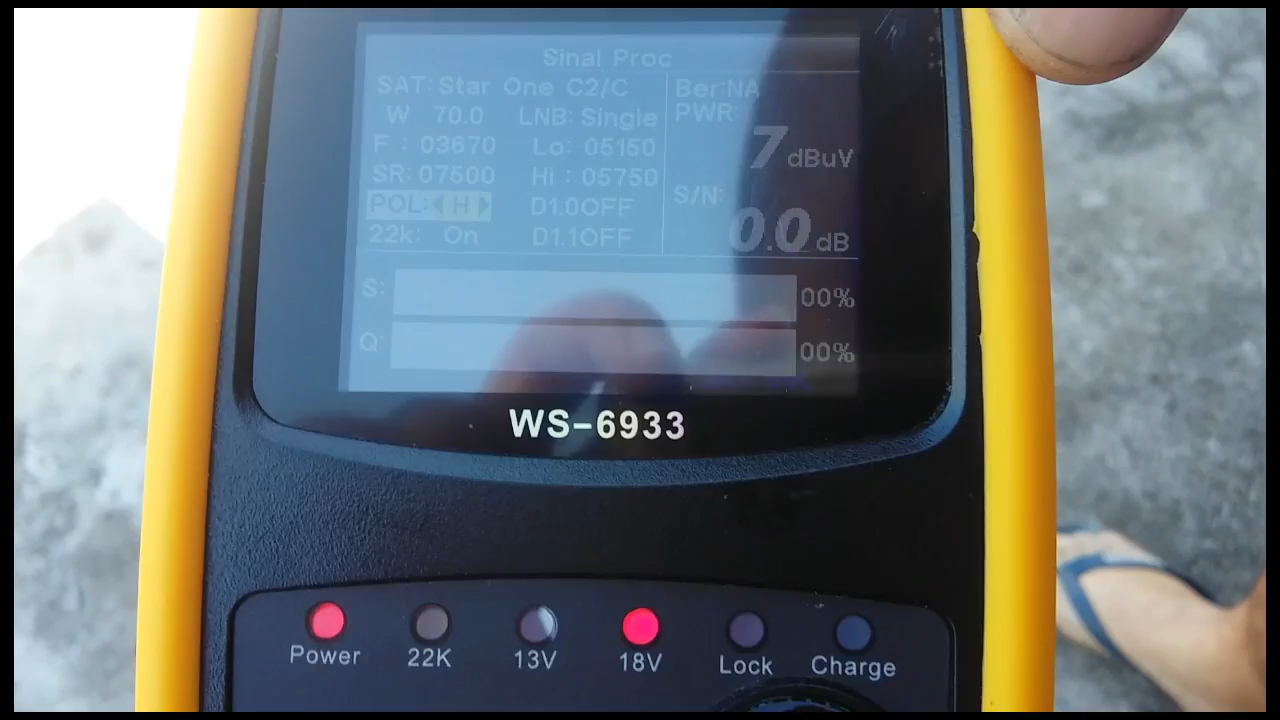 Sinal Proc
SAT: Star One C2/C
W 70.0 LNB: Single
F : 03670 Lo: 05150
SR: 07500 Hi : 05750
POL: H D1.0OFF
22k: On D1.1OFF
Ber:NA
PWR:
7 dBuV
S/N:
0.0 dB
S: 00%
Q: 00%
WS-6933
Power 22K 13V 18V Lock Charge